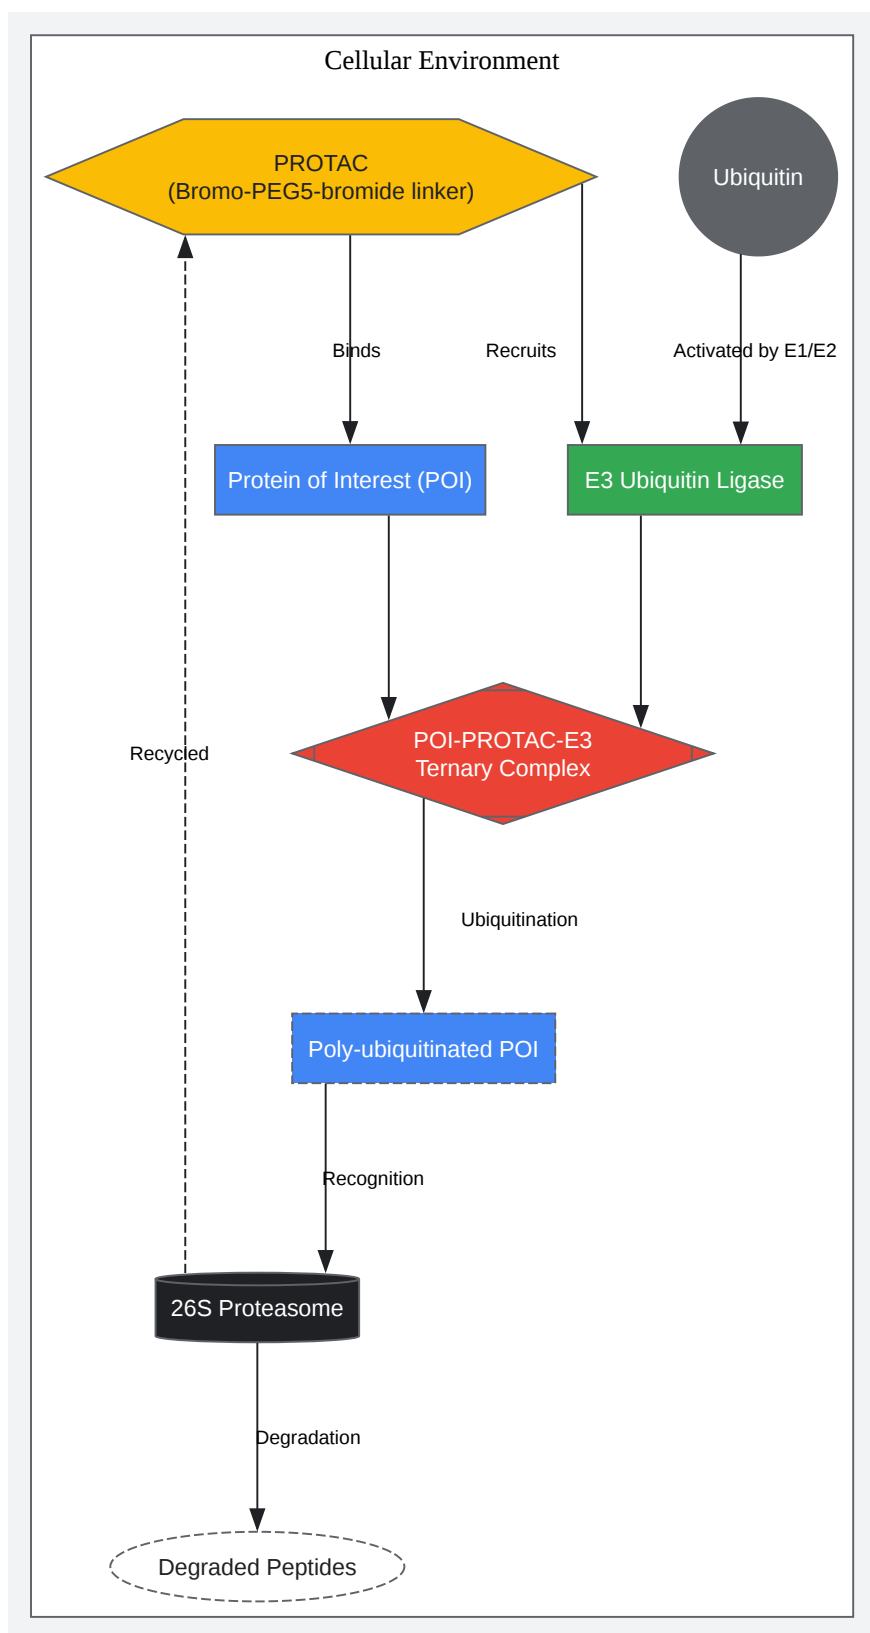 Cellular Environment
PROTAC
(Bromo-PEG5-bromide linker)
Ubiquitin
Binds
Recruits
Activated by E1/E2
Protein of Interest (POI)
E3 Ubiquitin Ligase
POI-PROTAC-E3
Ternary Complex
Recycled
Ubiquitination
Poly-ubiquitinated POI
Recognition
26S Proteasome
Degradation
Degraded Peptides